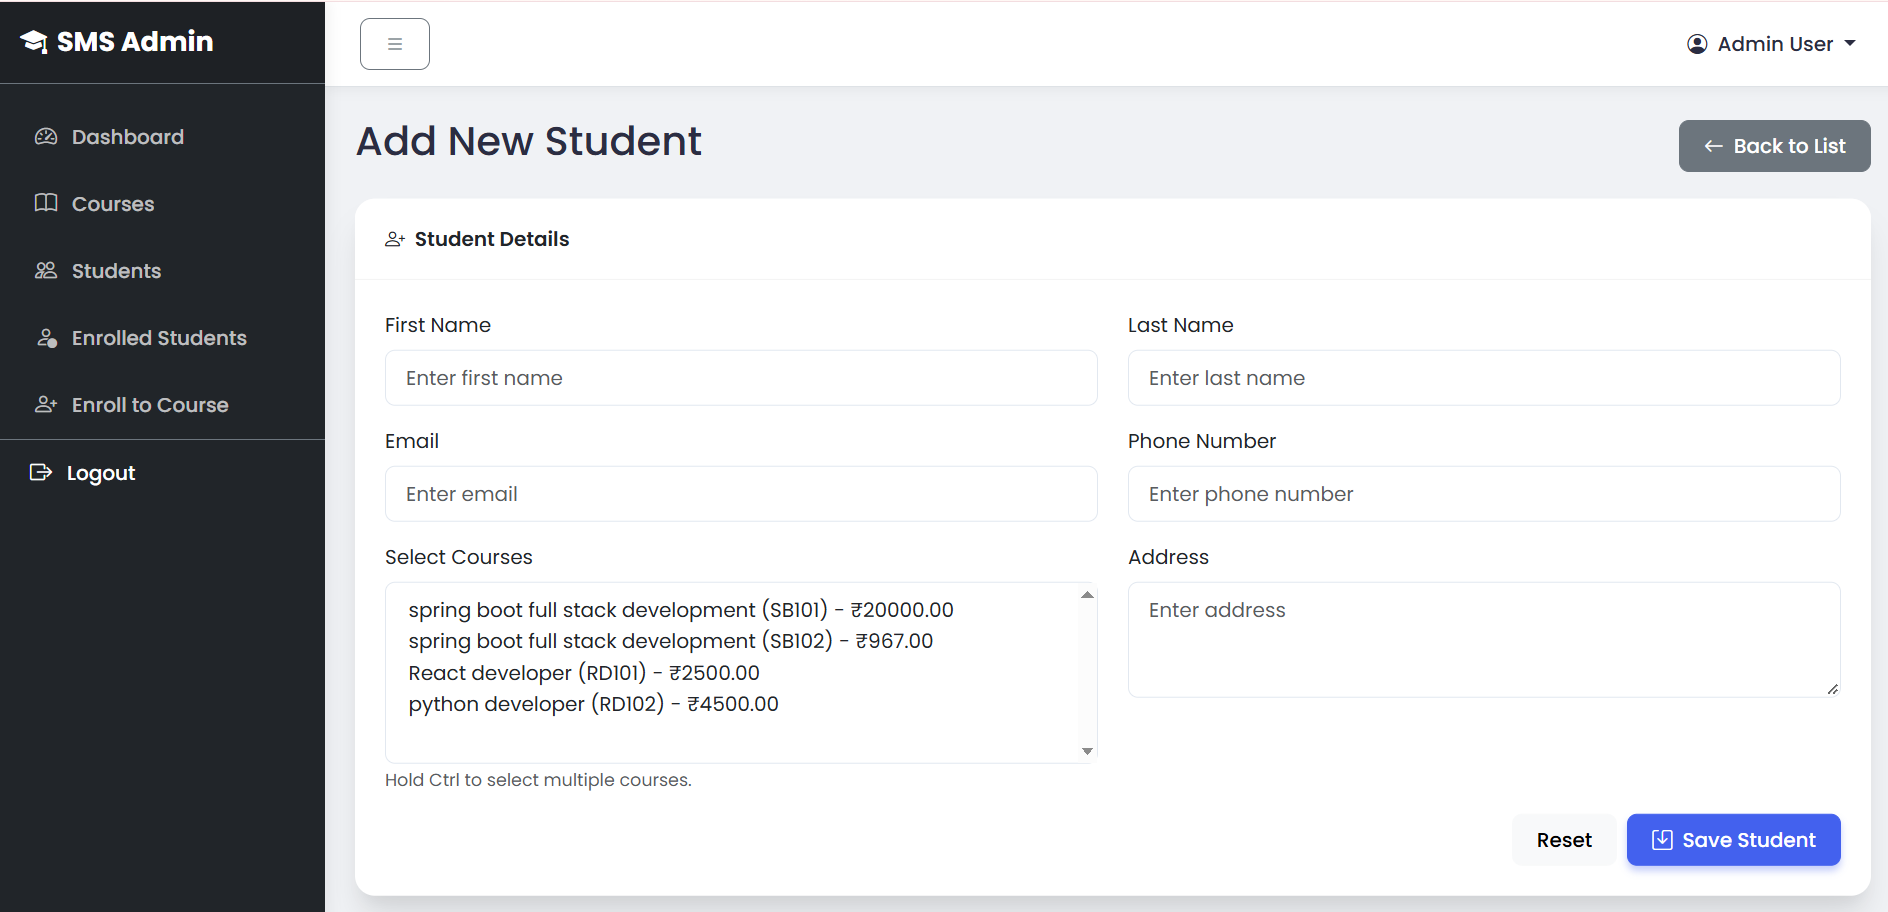 SMS Admin
Dashboard
Courses
Students
Enrolled Students
Enroll to Course
Logout
Admin User
Add New Student
Back to List
Student Details
First Name
Enter first name
Last Name
Enter last name
Email
Enter email
Phone Number
Enter phone number
Select Courses
spring boot full stack development (SB101) - ₹20000.00
spring boot full stack development (SB102) - ₹967.00
React developer (RD101) - ₹2500.00
python developer (RD102) - ₹4500.00
Hold Ctrl to select multiple courses.
Address
Enter address
Reset
Save Student